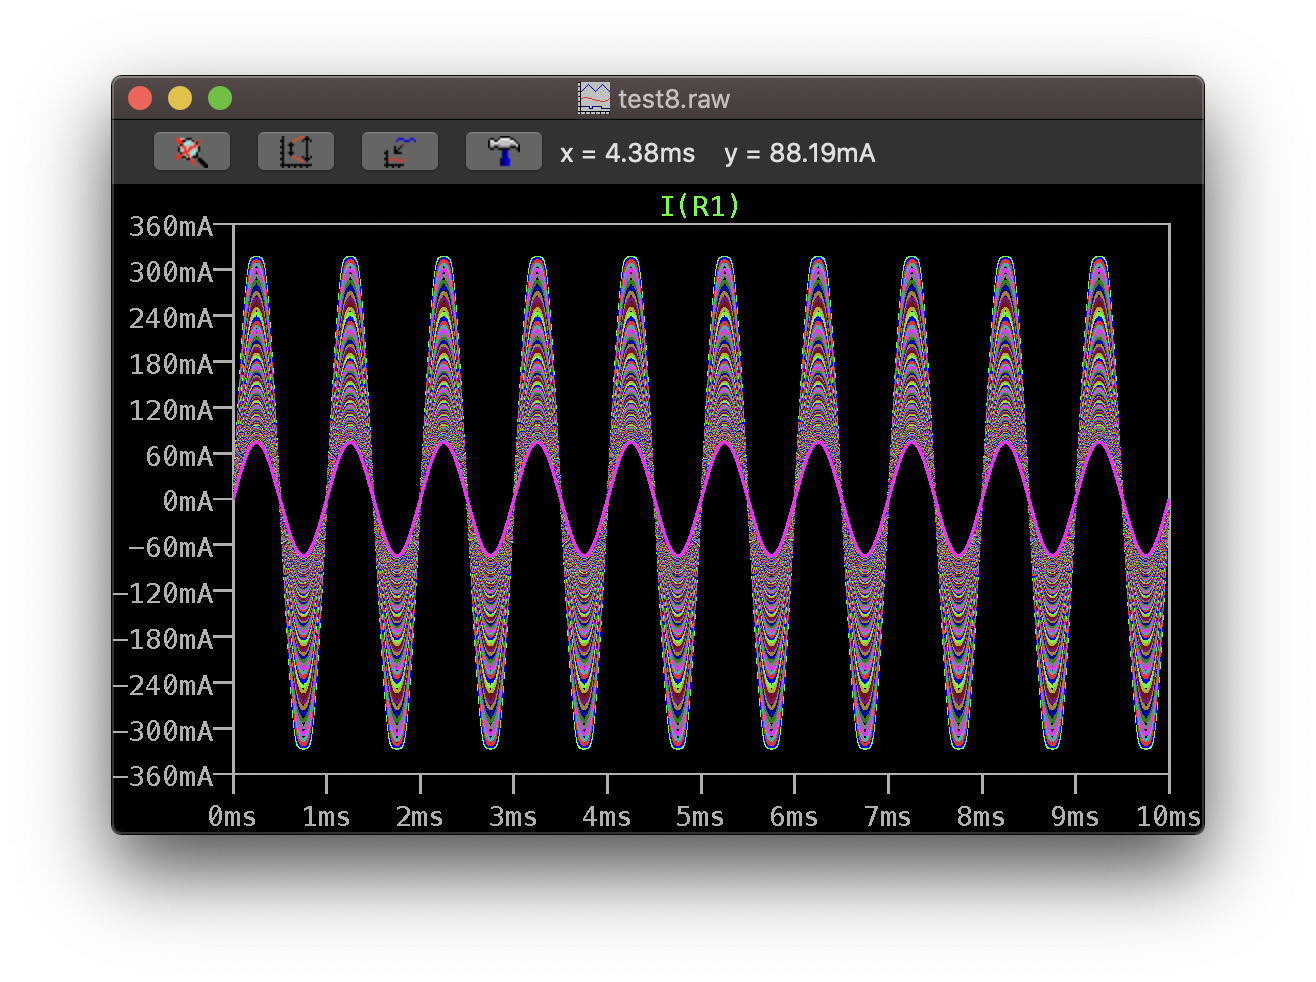 test8.raw
x = 4.38ms y = 88.19mA
I(R1)
360mA
300mA
240mA
180mA
120mA
60mA
0mA
−60mA
−120mA
−180mA
−240mA
−300mA
−360mA
0ms 1ms 2ms 3ms 4ms 5ms 6ms 7ms 8ms 9ms 10ms